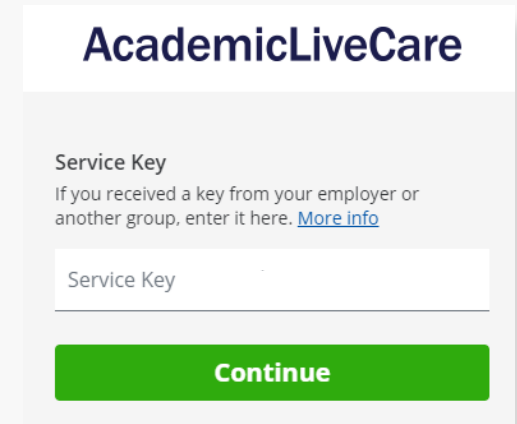 AcademicLiveCare
Service Key
If you received a key from your employer or
another group, enter it here. More info
Service Key
Continue